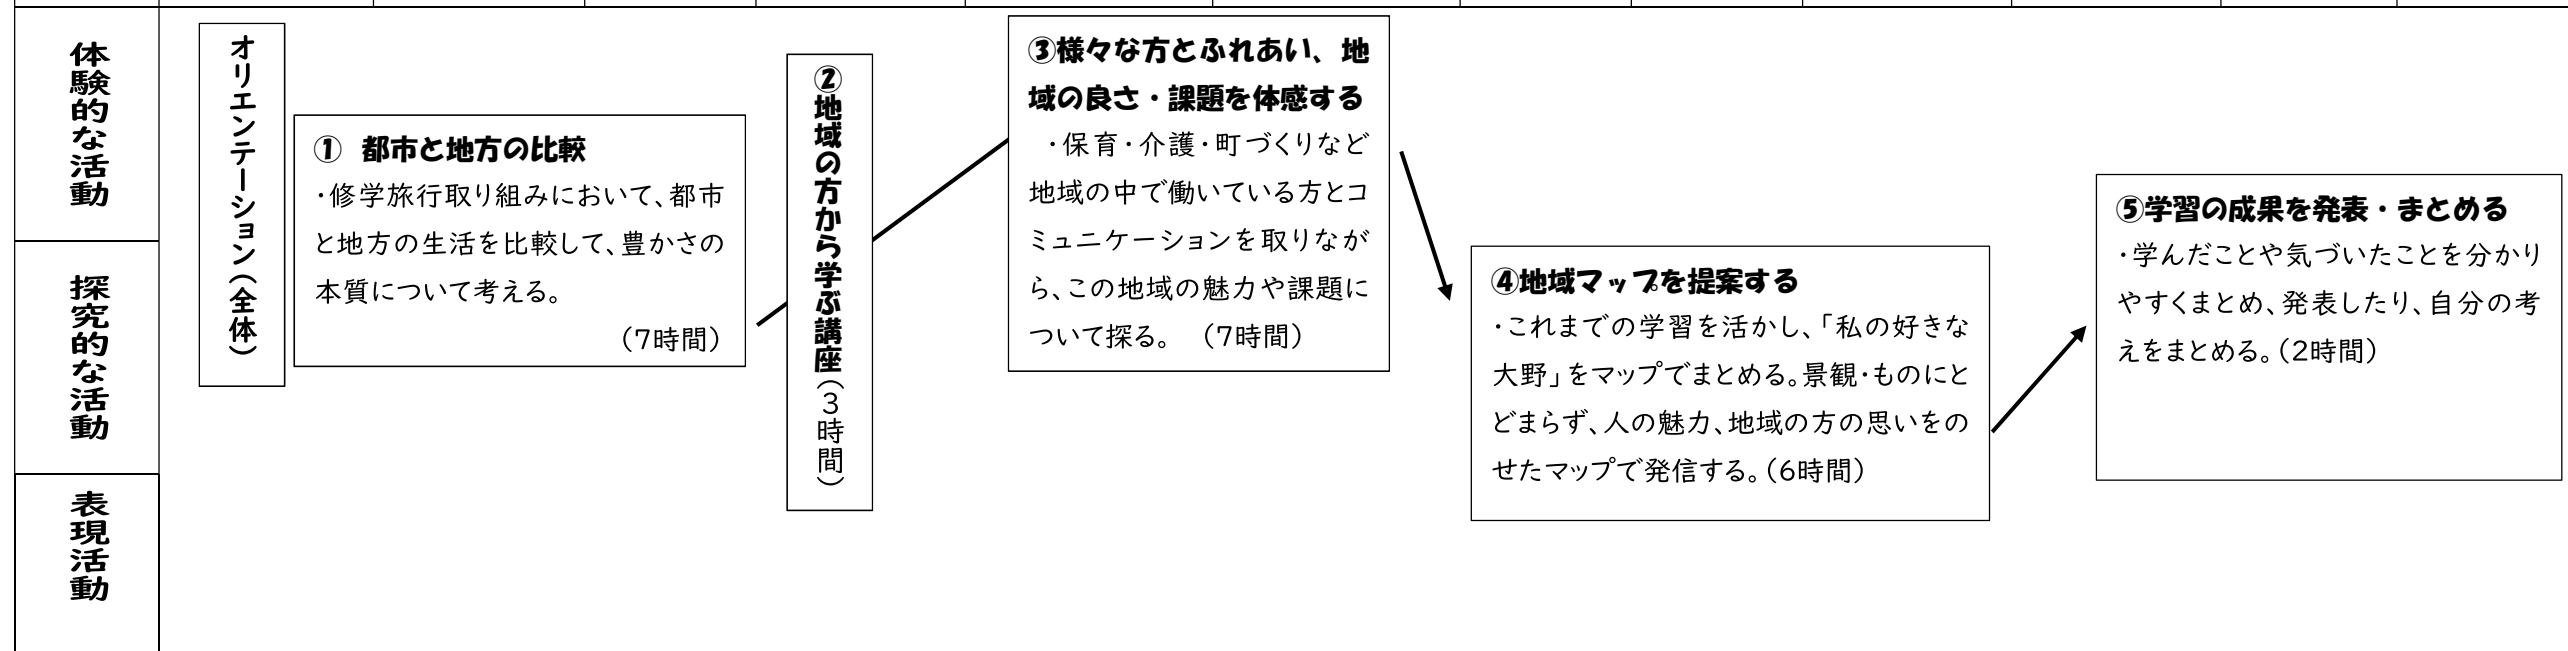 体験的な活動
探究的な活動
表現活動
オリエンテーション(全体)
① 都市と地方の比較
・修学旅行取り組みにおいて、都市
と地方の生活を比較して、豊かさの
本質について考える。
(7時間)
②地域の方から学ぶ講座(3時間)
③様々な方とふれあい、地
域の良さ・課題を体感する
・保育・介護・町づくりなど
地域の中で働いている方とコ
ミュニケーションを取りなが
ら、この地域の魅力や課題に
ついて探る。 (7時間)
④地域マップを提案する
・これまでの学習を活かし、「私の好きな
大野」をマップでまとめる。景観・ものにと
どまらず、人の魅力、地域の方の思いをの
せたマップで発信する。(6時間)
⑤学習の成果を発表・まとめる
・学んだことや気づいたことを分かり
やすくまとめ、発表したり、自分の考
えをまとめる。(2時間)